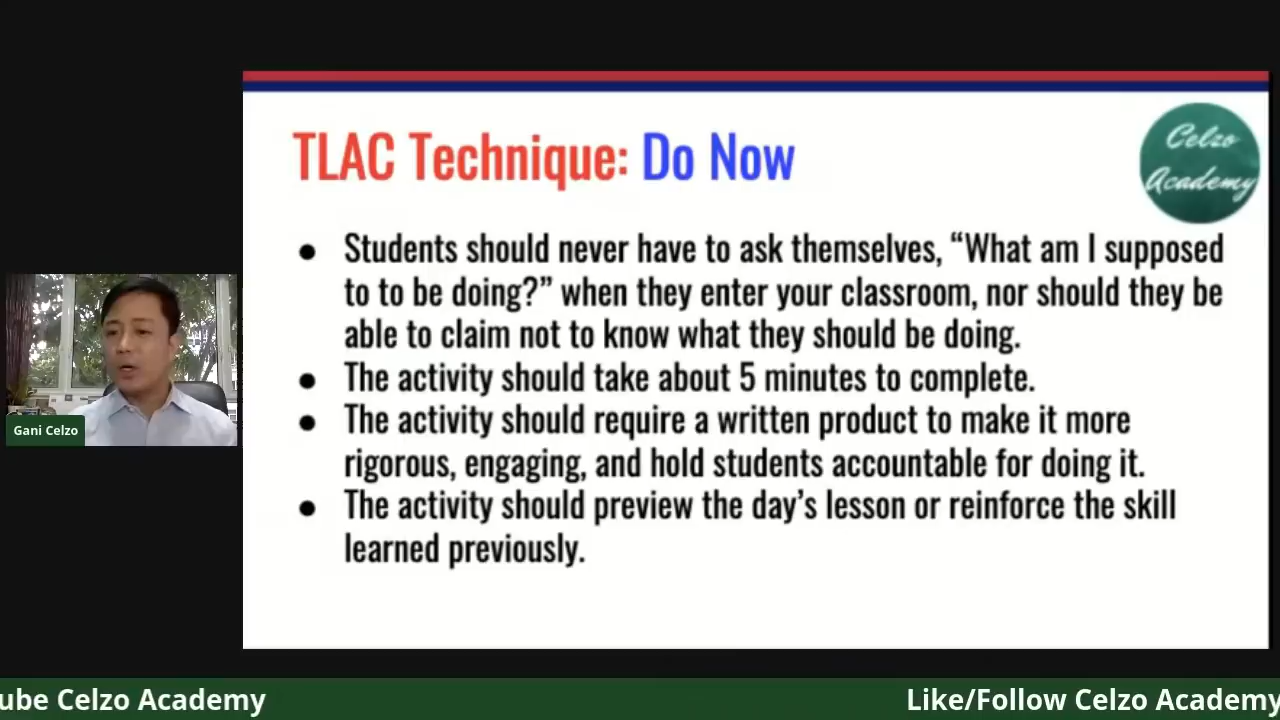 TLAC Technique: Do Now
Celzo
Academy
● Students should never have to ask themselves, “What am I supposed
to to be doing?” when they enter your classroom, nor should they be
able to claim not to know what they should be doing.
● The activity should take about 5 minutes to complete.
● The activity should require a written product to make it more
rigorous, engaging, and hold students accountable for doing it.
● The activity should preview the day’s lesson or reinforce the skill
learned previously.
Gani Celzo
ube Celzo Academy
Like/Follow Celzo Academy